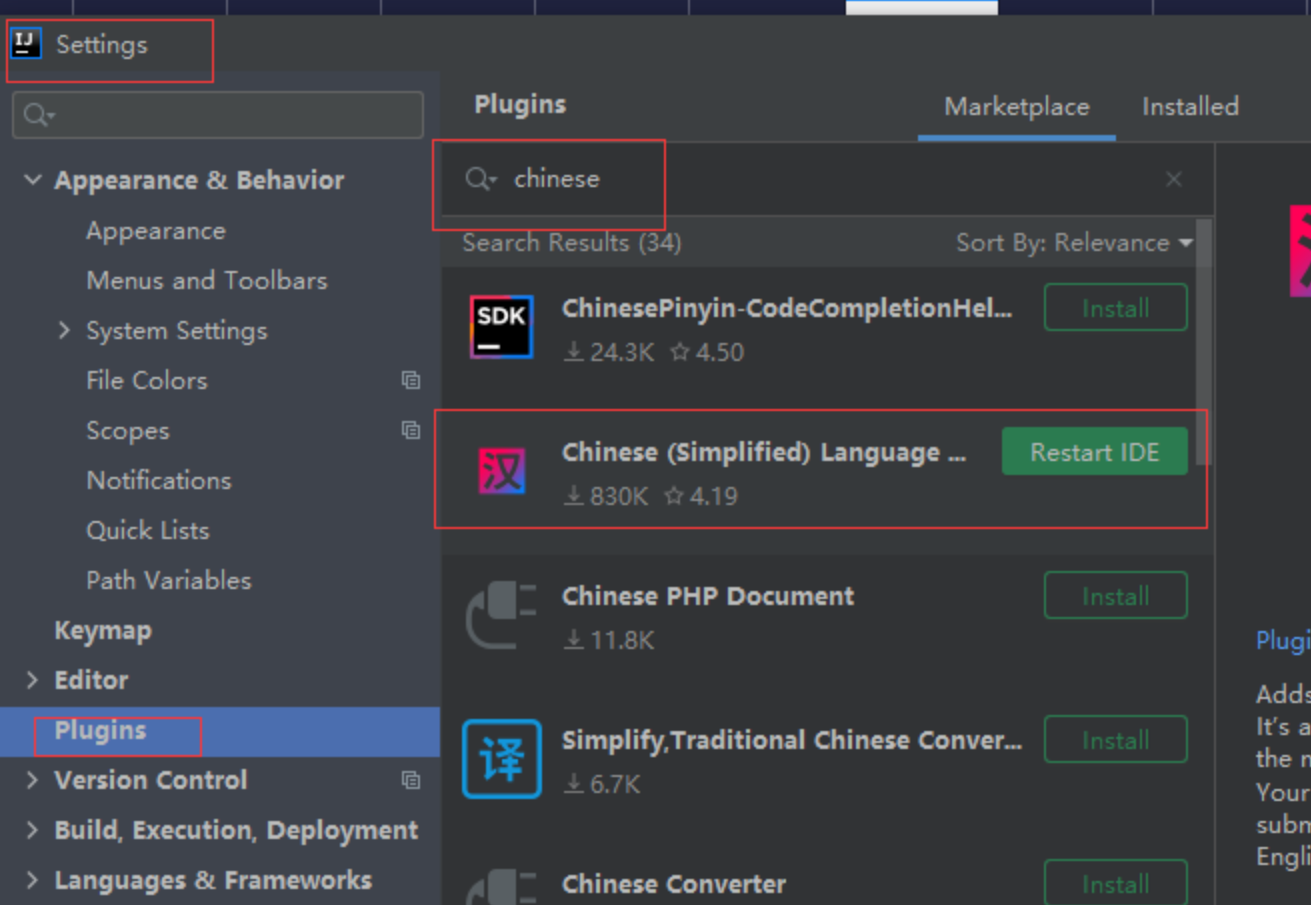 IJ
Settings
Appearance & Behavior
Appearance
Menus and Toolbars
System Settings
File Colors
Scopes
Notifications
Quick Lists
Path Variables
Keymap
Editor
Plugins
Version Control
Build, Execution, Deployment
Languages & Frameworks
Plugins
Marketplace
Installed
chinese
Search Results (34)
Sort By: Relevance
SDK
ChinesePinyin-CodeCompletionHel...
Install
24.3K 4.50
汉
Chinese (Simplified) Language ...
Restart IDE
830K 4.19
Chinese PHP Document
Install
11.8K
译
Simplify,Traditional Chinese Conver...
Install
6.7K
Chinese Converter
Install
Plugi
Adds
It's a
the
Your
subm
Engli